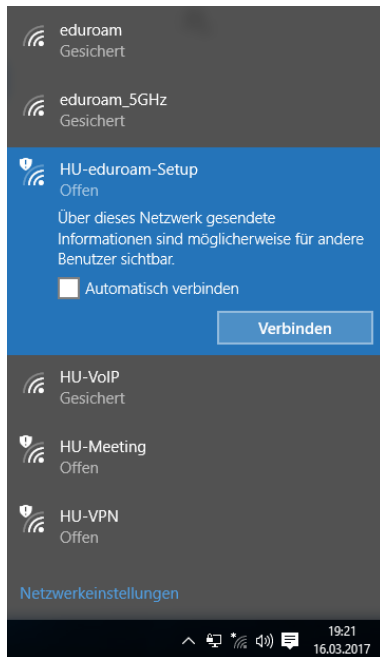 eduroam
Gesichert
eduroam_5GHz
Gesichert
HU-eduroam-Setup
Offen
Über dieses Netzwerk gesendete
Informationen sind möglicherweise für andere
Benutzer sichtbar.
Automatisch verbinden
Verbinden
HU-VoIP
Gesichert
HU-Meeting
Offen
HU-VPN
Offen
Netzwerkeinstellungen
19:21
16.03.2017